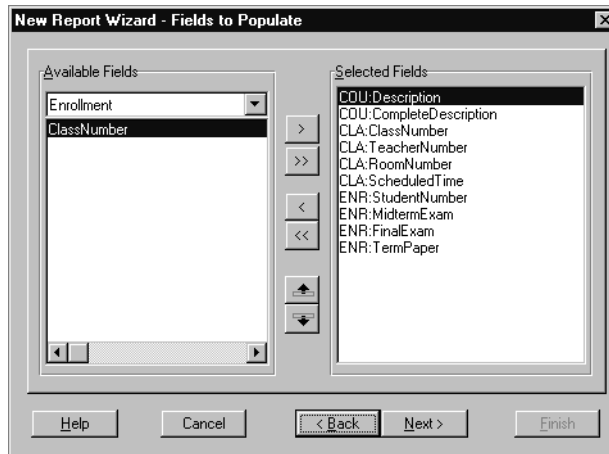 New Report Wizard - Fields to Populate
Available Fields
Enrollment
ClassNumber
>
>>
<
<<
Selected Fields
COU:Description
COU:CompleteDescription
CLA:ClassNumber
CLA:TeacherNumber
CLA:RoomNumber
CLA:ScheduledTime
ENR:StudentNumber
ENR:MidtermExam
ENR:FinalExam
ENR:TermPaper
Help
Cancel
< Back
Next >
Finish